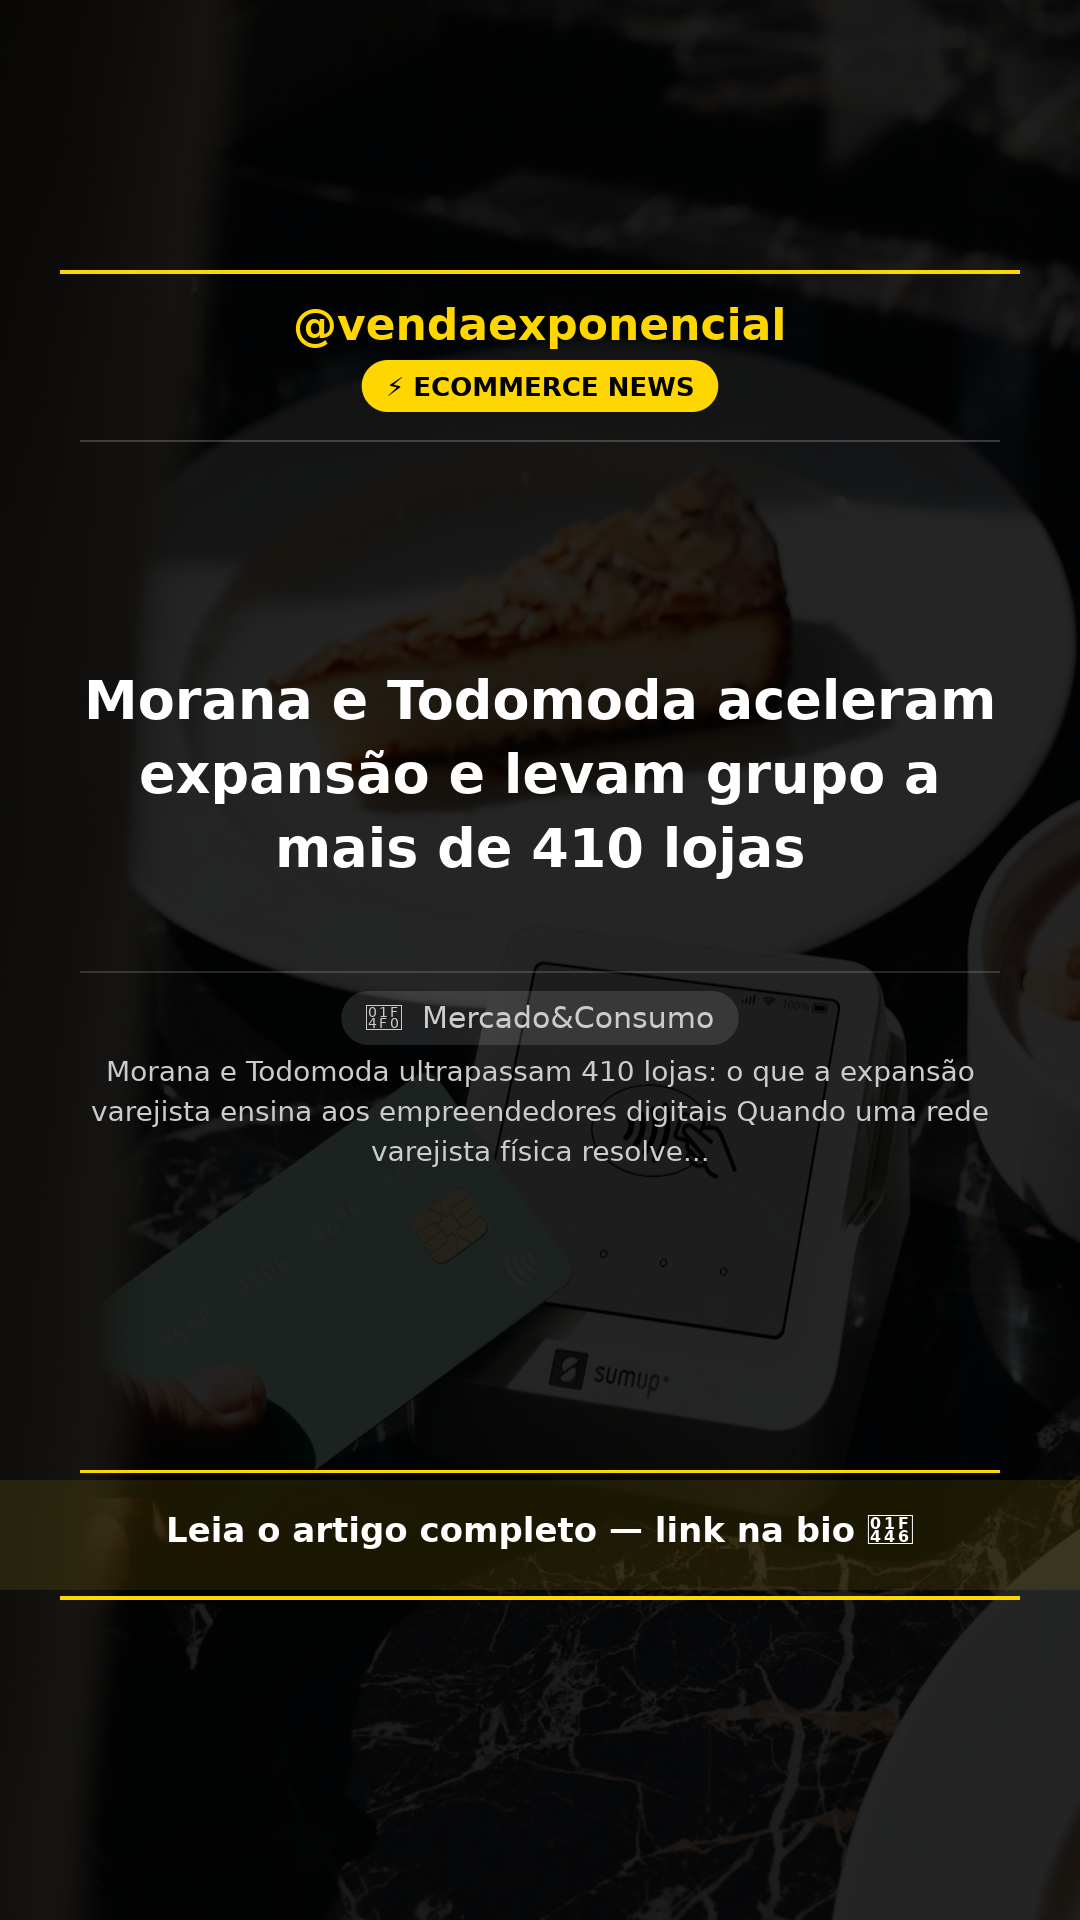 @vendaexponencial
⚡ ECOMMERCE NEWS
Morana e Todomoda aceleram
expansão e levam grupo a
mais de 410 lojas
100%
Mercado&Consumo
Morana e Todomoda ultrapassam 410 lojas: o que a expansão
varejista ensina aos empreendedores digitais Quando uma rede
varejista física resolve...
sumup
Leia o artigo completo — link na bio